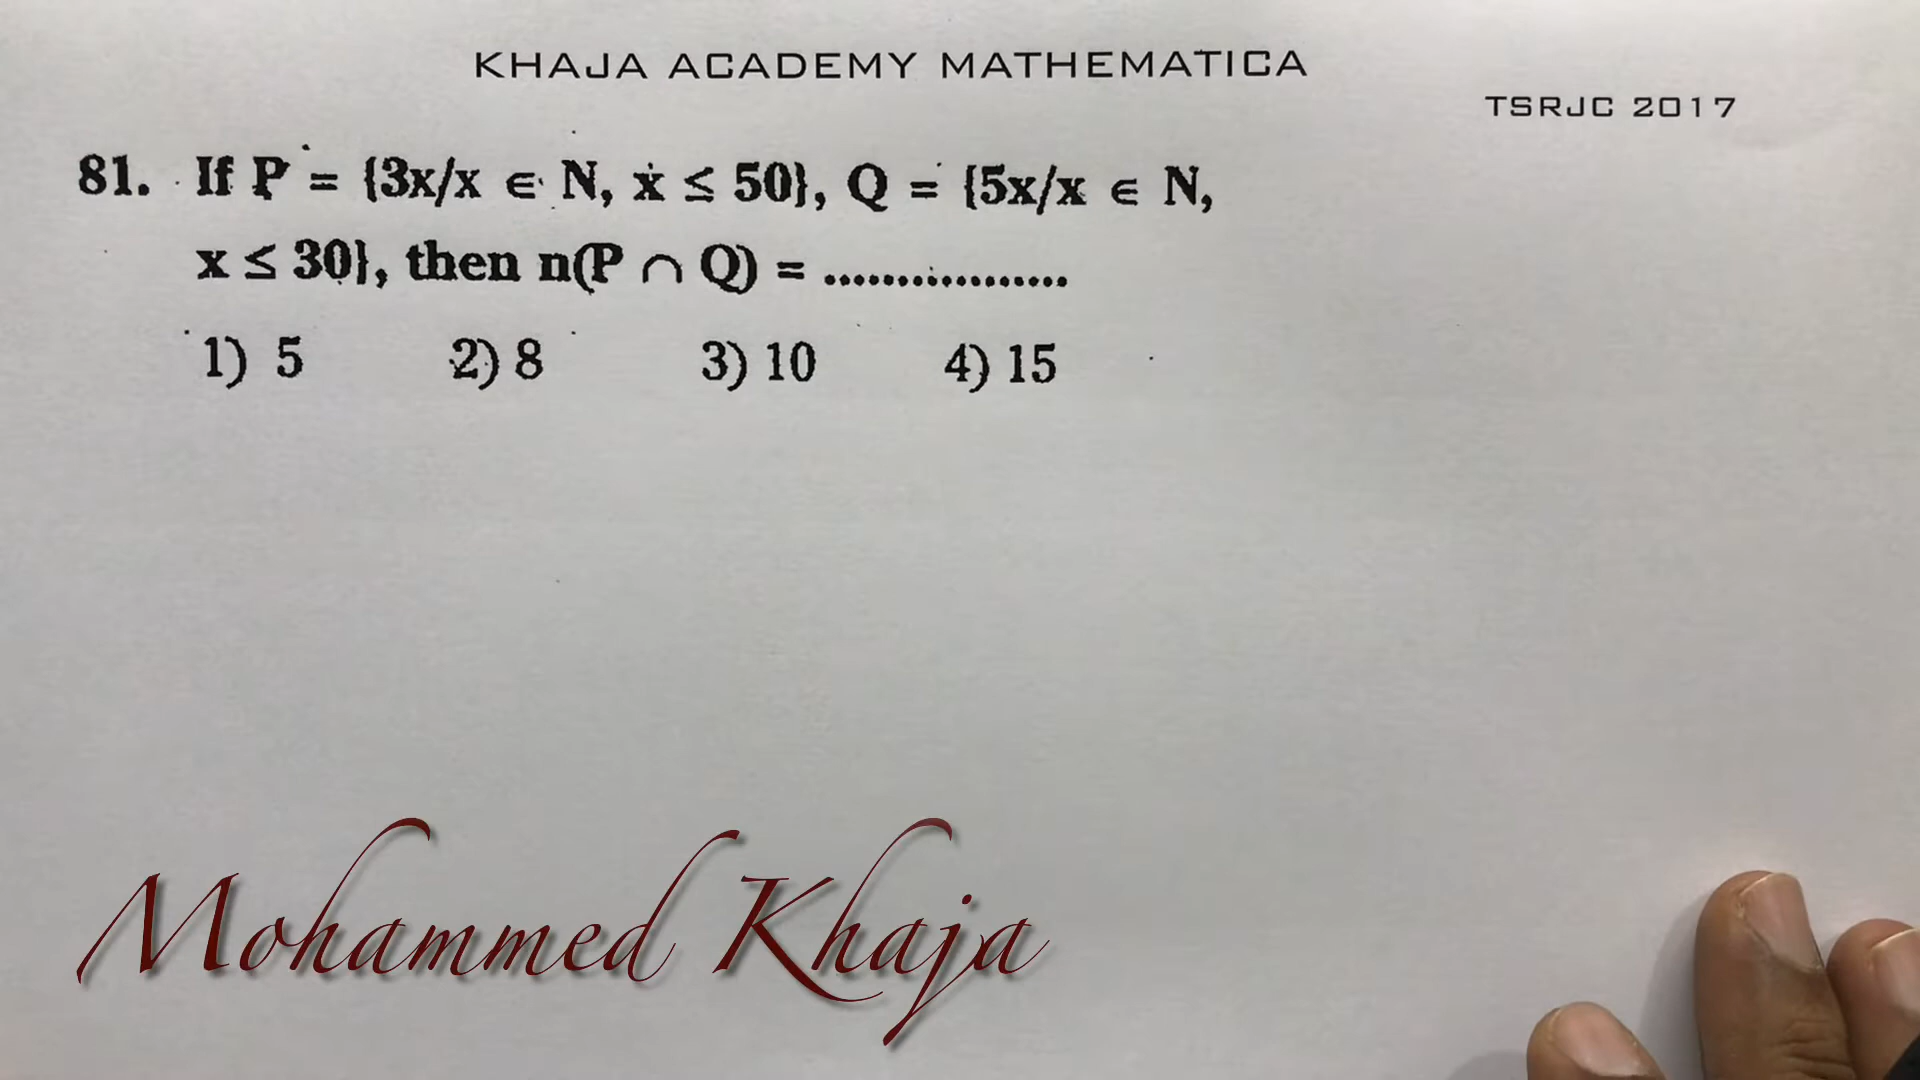 KHAJA ACADEMY MATHEMATICA
TSRJC 2017
81. If P = {3x/x ∈ N, x ≤ 50}, Q = {5x/x ∈ N,
x ≤ 30}, then n(P ∩ Q) = .................
1) 5 2) 8 3) 10 4) 15
Mohammed Khaja